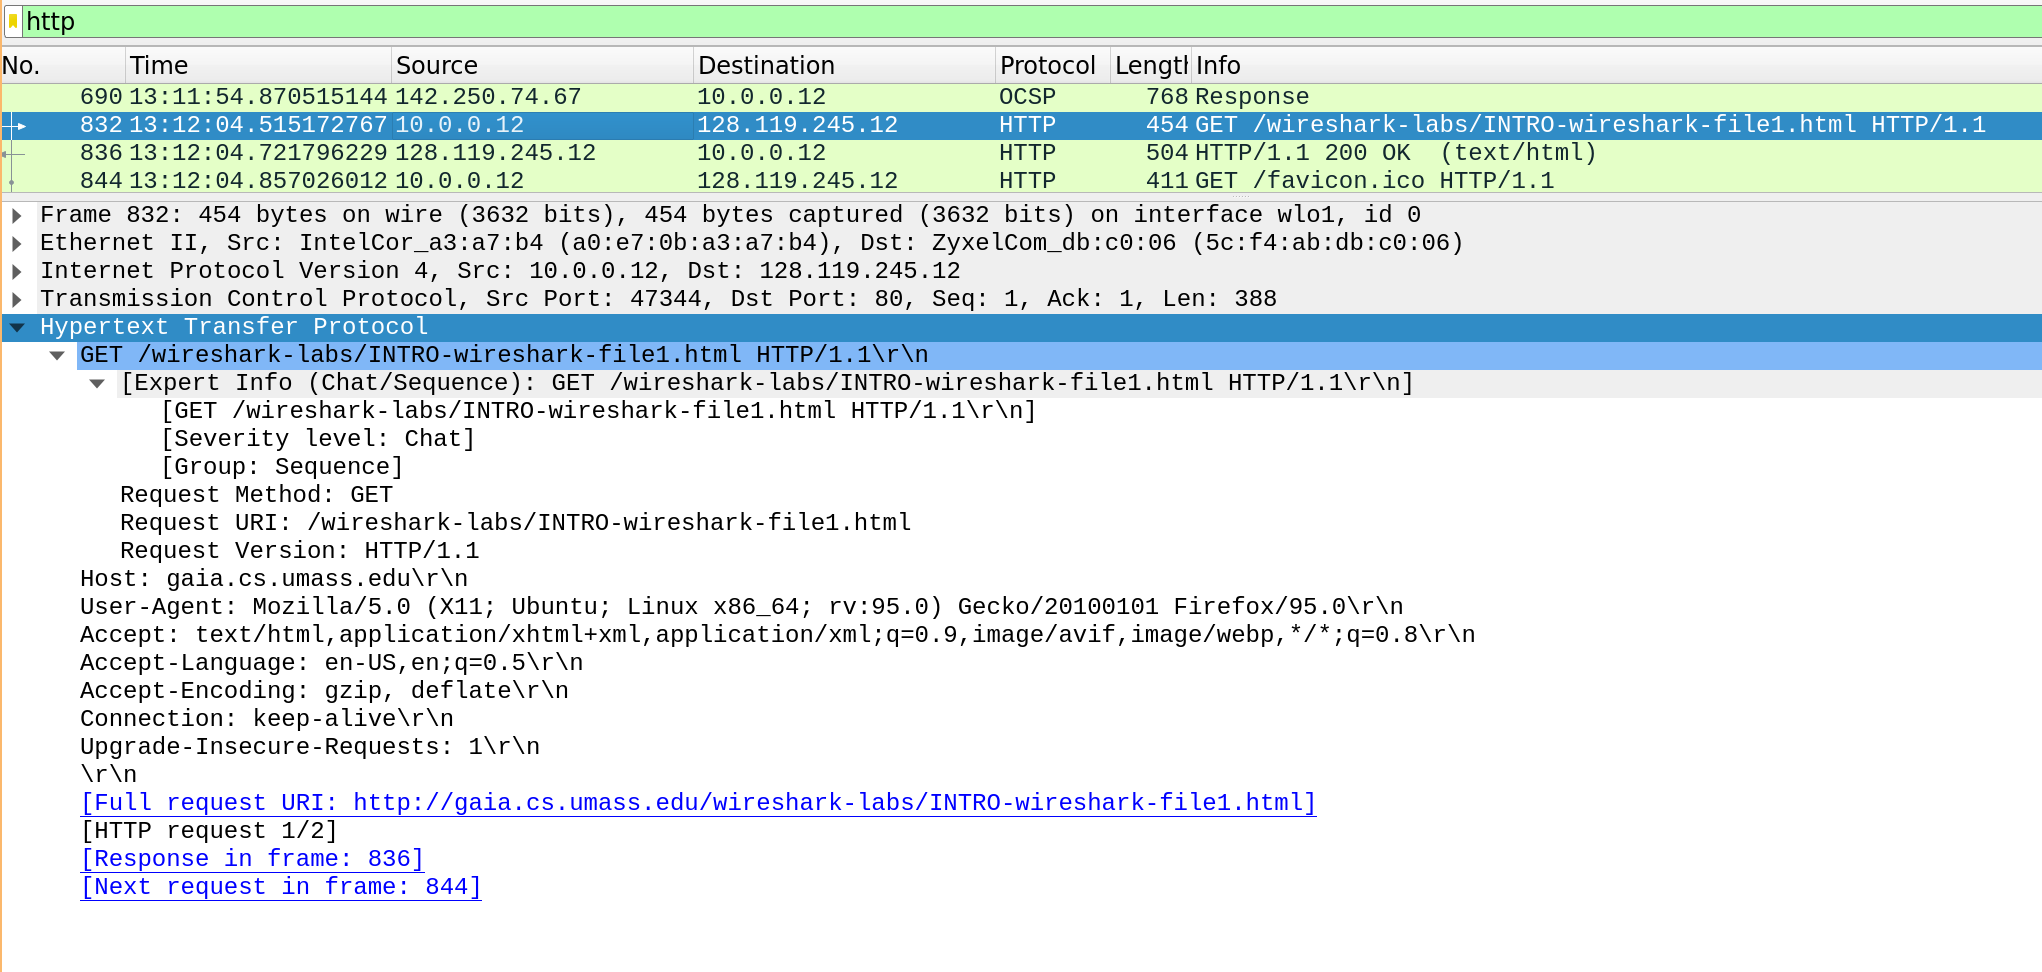 http
No. Time Source Destination Protocol Length Info
690 13:11:54.870515144 142.250.74.67 10.0.0.12 OCSP 768 Response
832 13:12:04.515172767 10.0.0.12 128.119.245.12 HTTP 454 GET /wireshark-labs/INTRO-wireshark-file1.html HTTP/1.1
836 13:12:04.721796229 128.119.245.12 10.0.0.12 HTTP 504 HTTP/1.1 200 OK  (text/html)
844 13:12:04.857026012 10.0.0.12 128.119.245.12 HTTP 411 GET /favicon.ico HTTP/1.1
Frame 832: 454 bytes on wire (3632 bits), 454 bytes captured (3632 bits) on interface wlo1, id 0
Ethernet II, Src: IntelCor_a3:a7:b4 (a0:e7:0b:a3:a7:b4), Dst: ZyxelCom_db:c0:06 (5c:f4:ab:db:c0:06)
Internet Protocol Version 4, Src: 10.0.0.12, Dst: 128.119.245.12
Transmission Control Protocol, Src Port: 47344, Dst Port: 80, Seq: 1, Ack: 1, Len: 388
Hypertext Transfer Protocol
GET /wireshark-labs/INTRO-wireshark-file1.html HTTP/1.1\r\n
[Expert Info (Chat/Sequence): GET /wireshark-labs/INTRO-wireshark-file1.html HTTP/1.1\r\n]
[GET /wireshark-labs/INTRO-wireshark-file1.html HTTP/1.1\r\n]
[Severity level: Chat]
[Group: Sequence]
Request Method: GET
Request URI: /wireshark-labs/INTRO-wireshark-file1.html
Request Version: HTTP/1.1
Host: gaia.cs.umass.edu\r\n
User-Agent: Mozilla/5.0 (X11; Ubuntu; Linux x86_64; rv:95.0) Gecko/20100101 Firefox/95.0\r\n
Accept: text/html,application/xhtml+xml,application/xml;q=0.9,image/avif,image/webp,*/*;q=0.8\r\n
Accept-Language: en-US,en;q=0.5\r\n
Accept-Encoding: gzip, deflate\r\n
Connection: keep-alive\r\n
Upgrade-Insecure-Requests: 1\r\n
\r\n
[Full request URI: http://gaia.cs.umass.edu/wireshark-labs/INTRO-wireshark-file1.html]
[HTTP request 1/2]
[Response in frame: 836]
[Next request in frame: 844]